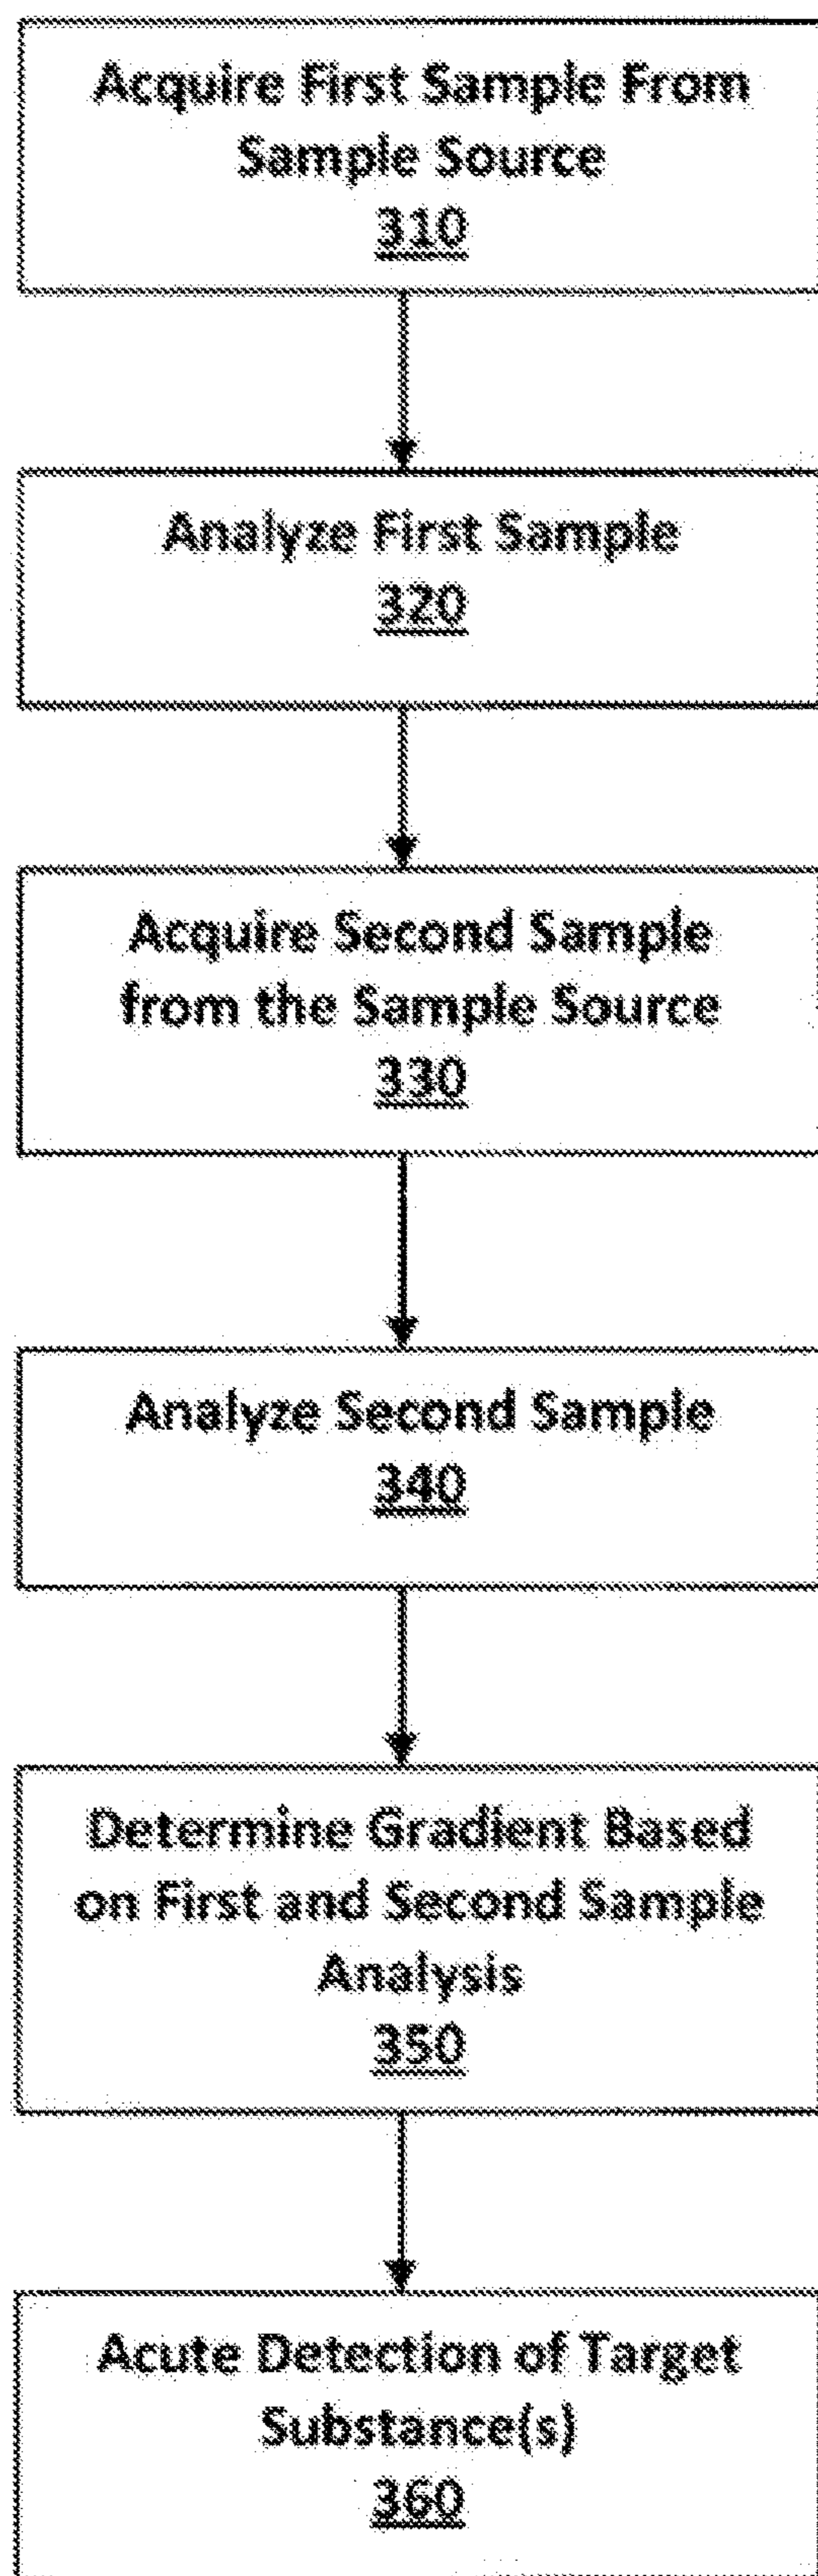 Acquire First Sample From
Sample Source
310
Analyze First Sample
320
Acquire Second Sample
from the Sample Source
330
Analyze Second Sample
340
Determine Gradient Based
on First and Second Sample
Analysis
350
Acute Detection of Target
Substance(s)
360